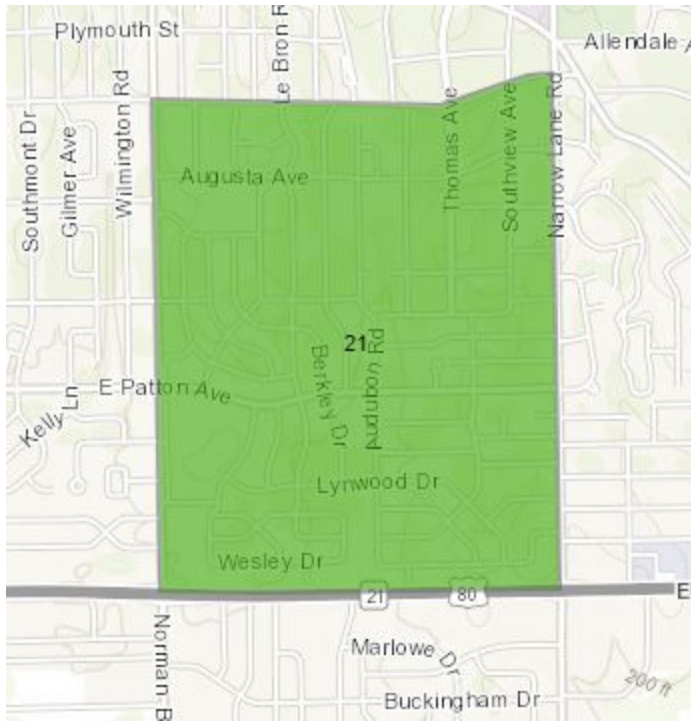 Plymouth St
Le Bron R
Allendale A
Southmont Dr
Gilmer Ave
Wilmington Rd
Thomas Ave
Southview Ave
Narrow Lane Rd
Augusta Ave
21
Audubon Rd
Berkley Dr
E Patton Ave
Kelly Ln
Lynwood Dr
Wesley Dr
21
80
E
Norman B
Marlowe Dr
200 ft
Buckingham Dr